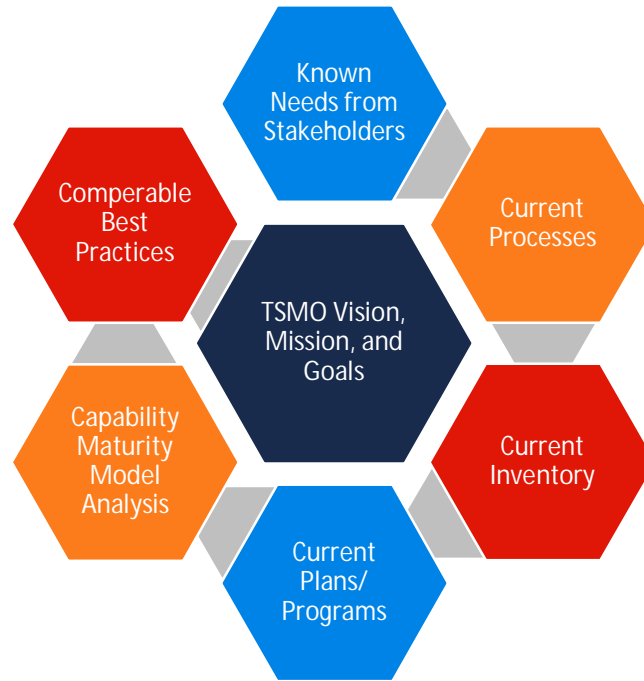 Known
Needs from
Stakeholders
Comperable
Best
Practices
Current
Processes
TSMO Vision,
Mission, and
Goals
Capability
Maturity
Model
Analysis
Current
Inventory
Current
Plans/
Programs